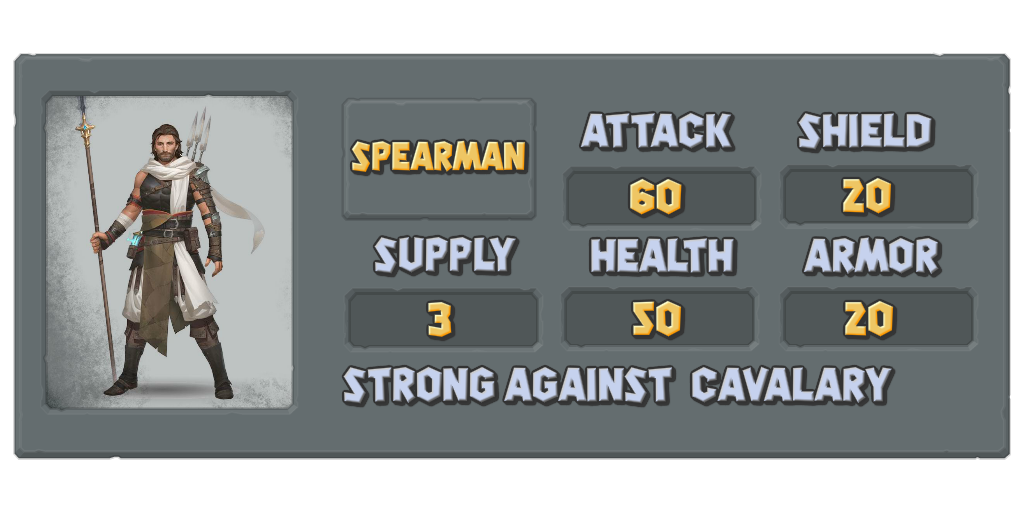 SPEARMAN
ATTACK
60
SHIELD
20
SUPPLY
3
HEALTH
50
ARMOR
20
STRONG AGAINST CAVALARY